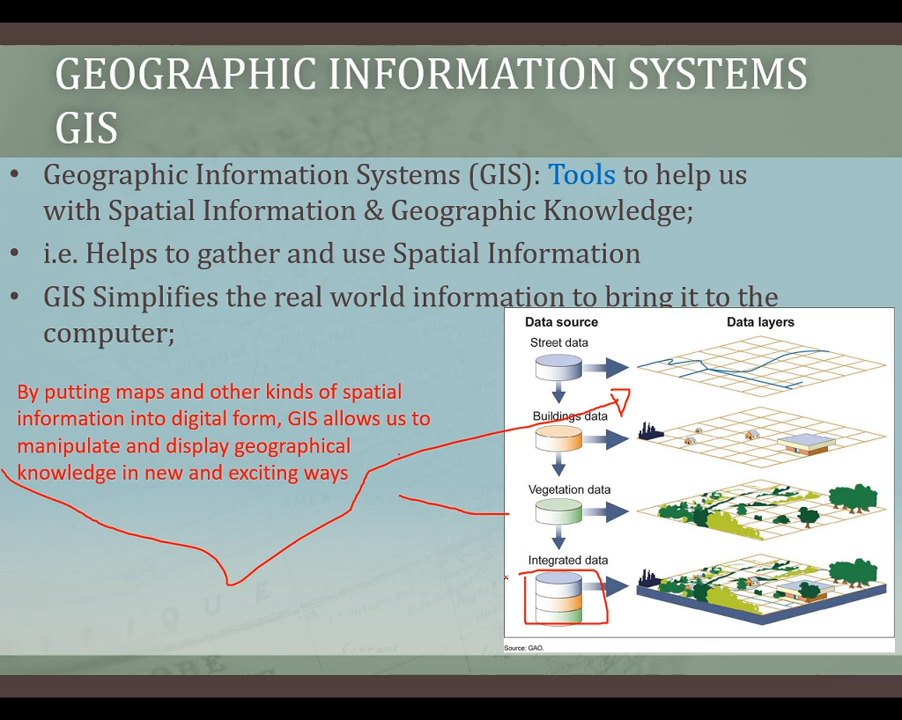 GEOGRAPHIC INFORMATION SYSTEMS
GIS
• Geographic Information Systems (GIS): Tools to help us
with Spatial Information & Geographic Knowledge;
• i.e. Helps to gather and use Spatial Information
• GIS Simplifies the real world information to bring it to the
computer;
By putting maps and other kinds of spatial
information into digital form, GIS allows us to
manipulate and display geographical
knowledge in new and exciting ways
Data source
Data layers
Street data
Buildings data
Vegetation data
Integrated data
Source: GAO.